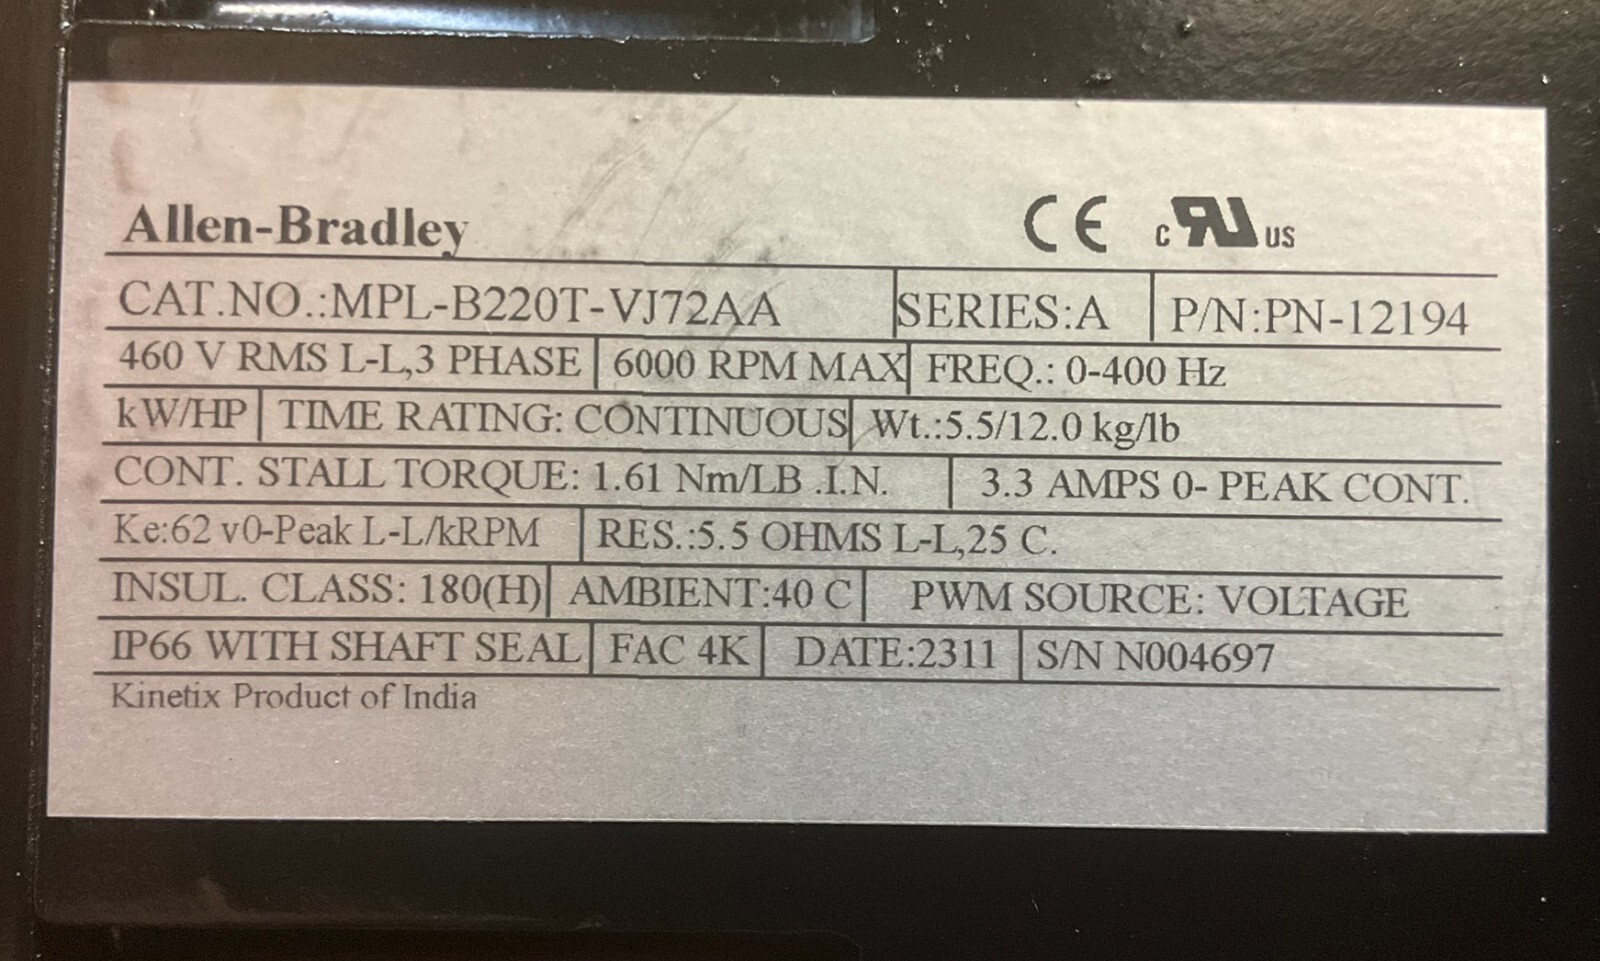 Allen-Bradley CE c RU US
CAT.NO.:MPL-B220T-VJ72AA SERIES:A P/N:PN-12194
460 V RMS L-L,3 PHASE 6000 RPM MAX FREQ.: 0-400 Hz
kW/HP TIME RATING: CONTINUOUS Wt.:5.5/12.0 kg/lb
CONT. STALL TORQUE: 1.61 Nm/LB .I.N. 3.3 AMPS 0- PEAK CONT.
Ke:62 v0-Peak L-L/kRPM RES.:5.5 OHMS L-L,25 C.
INSUL. CLASS: 180(H) AMBIENT:40 C PWM SOURCE: VOLTAGE
IP66 WITH SHAFT SEAL FAC 4K DATE:2311 S/N N004697
Kinetix Product of India